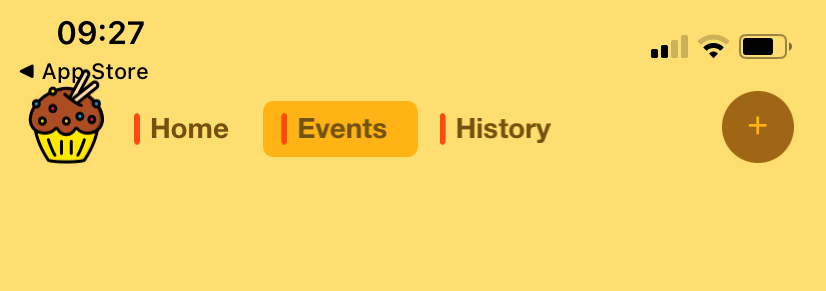 09:27
◀ App Store
Home Events History
+